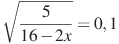 √(5/(16−2x)) = 0,1